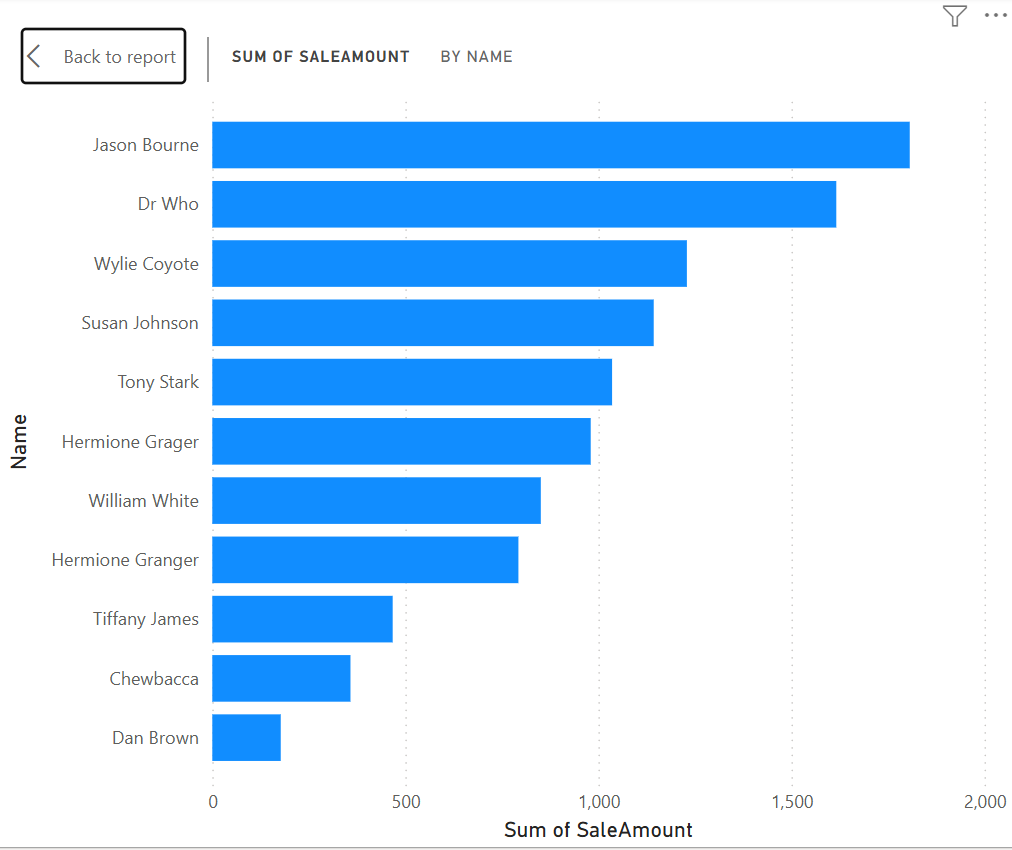 Back to report
SUM OF SALEAMOUNT BY NAME
Jason Bourne
Dr Who
Wylie Coyote
Susan Johnson
Tony Stark
Hermione Grager
William White
Hermione Granger
Tiffany James
Chewbacca
Dan Brown
Name
0 500 1,000 1,500 2,000
Sum of SaleAmount